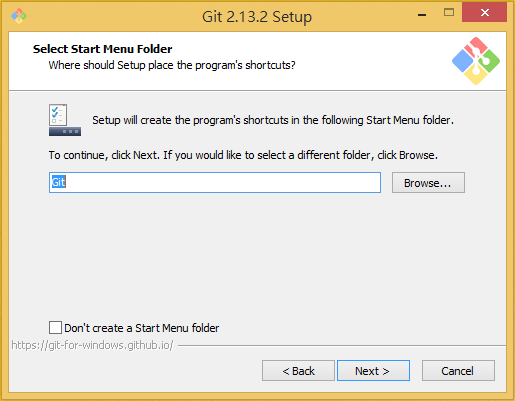 Git 2.13.2 Setup
Select Start Menu Folder
Where should Setup place the program's shortcuts?
Setup will create the program's shortcuts in the following Start Menu folder.
To continue, click Next. If you would like to select a different folder, click Browse.
Git
Browse...
Don't create a Start Menu folder
https://git-for-windows.github.io/
< Back
Next >
Cancel